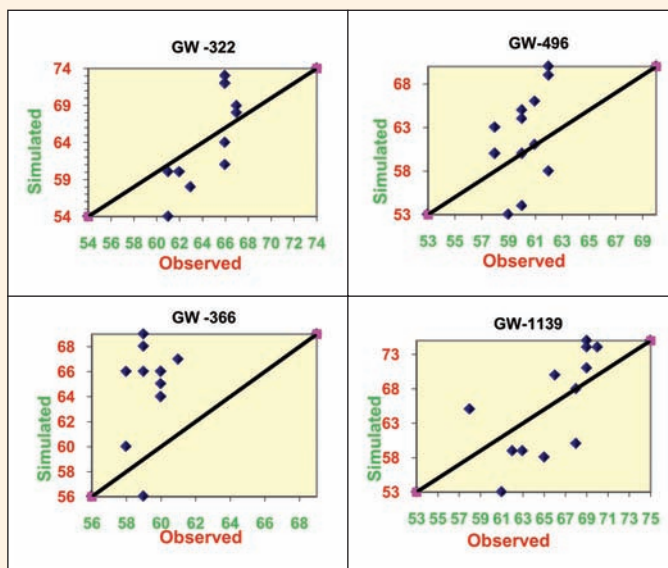 GW -322
74
69
64
59
54
Simulated
54 56 58 60 62 64 66 68 70 72 74
Observed
GW-496
68
63
58
53
Simulated
53 55 57 59 61 63 65 67 69
Observed
GW -366
68
66
64
62
60
58
56
Simulated
56 58 60 62 64 66 68
Observed
GW-1139
73
68
63
58
53
Simulated
53 55 57 59 61 63 65 67 69 71 73 75
Observed